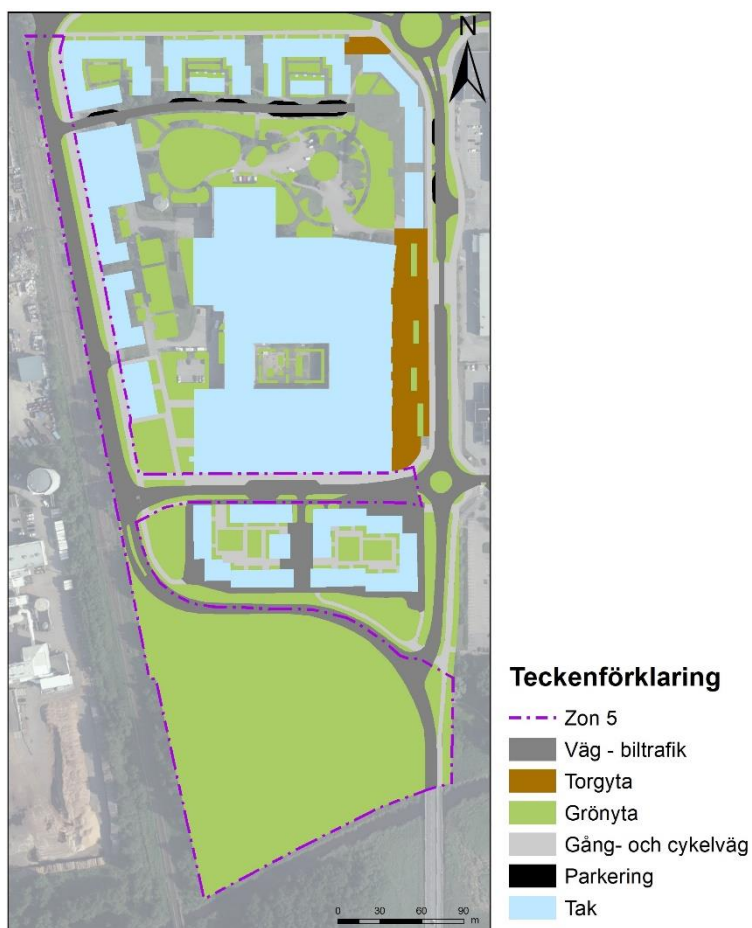 N
0 30 60 90
m
Teckenförklaring
Zon 5
Väg - biltrafik
Torgyta
Grönyta
Gång- och cykelväg
Parkering
Tak